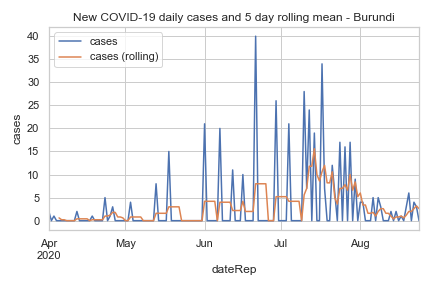 New COVID-19 daily cases and 5 day rolling mean - Burundi
cases
cases (rolling)
40
35
30
25
20
15
10
5
0
cases
Apr May Jun Jul Aug
2020
dateRep